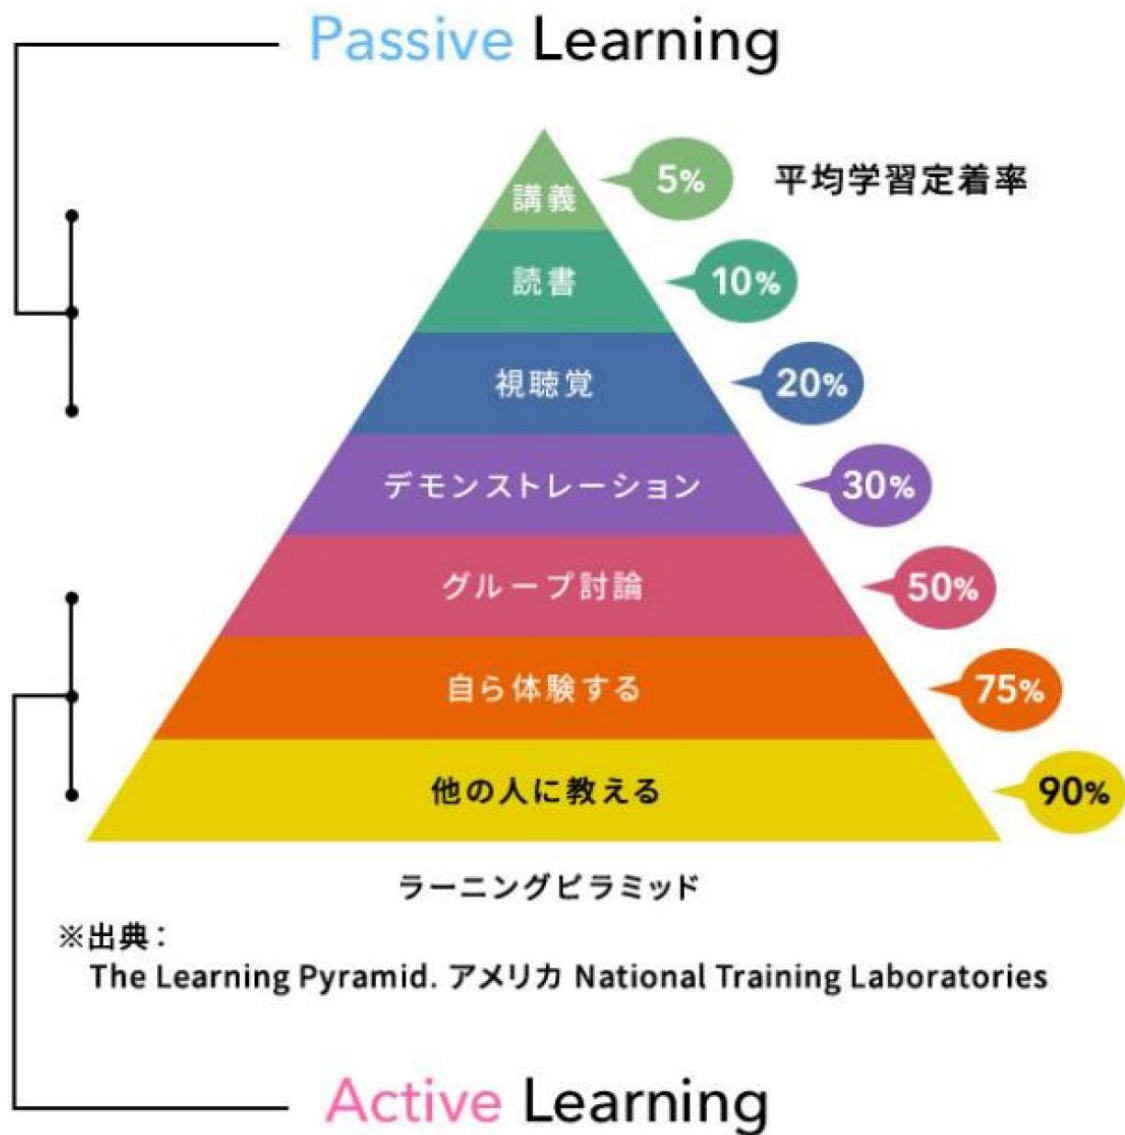 Passive Learning
5%
平均学習定着率
講義
読書
10%
視聴覚
20%
デモンストレーション
30%
グループ討論
50%
自ら体験する
75%
他の人に教える
90%
ラーニングピラミッド
※出典：
The Learning Pyramid. アメリカ National Training Laboratories
Active Learning